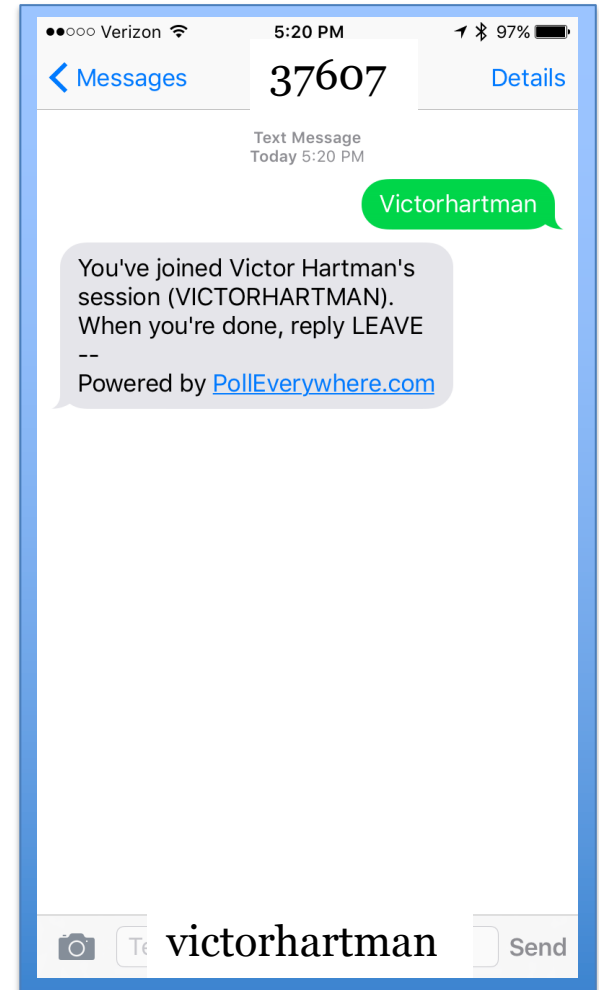 Verizon 5:20 PM 97%
Messages 37607 Details
Text Message
Today 5:20 PM
Victorhartman
You've joined Victor Hartman's
session (VICTORHARTMAN).
When you're done, reply LEAVE
--
Powered by PollEverywhere.com
victorhartman Send